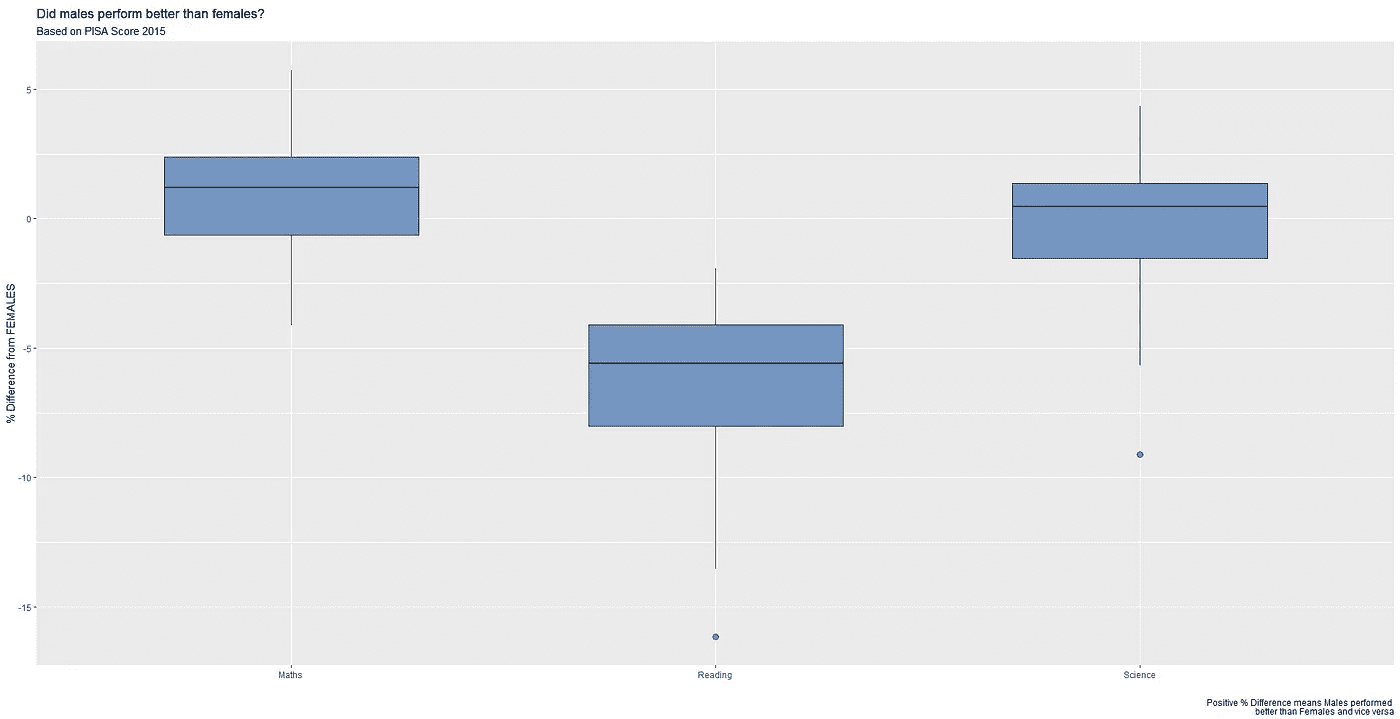 Did males perform better than females?
Based on PISA Score 2015
% Difference from FEMALES
5
0
-5
-10
-15
Maths
Reading
Science
Positive % Difference means Males performed
better than Females and vice versa